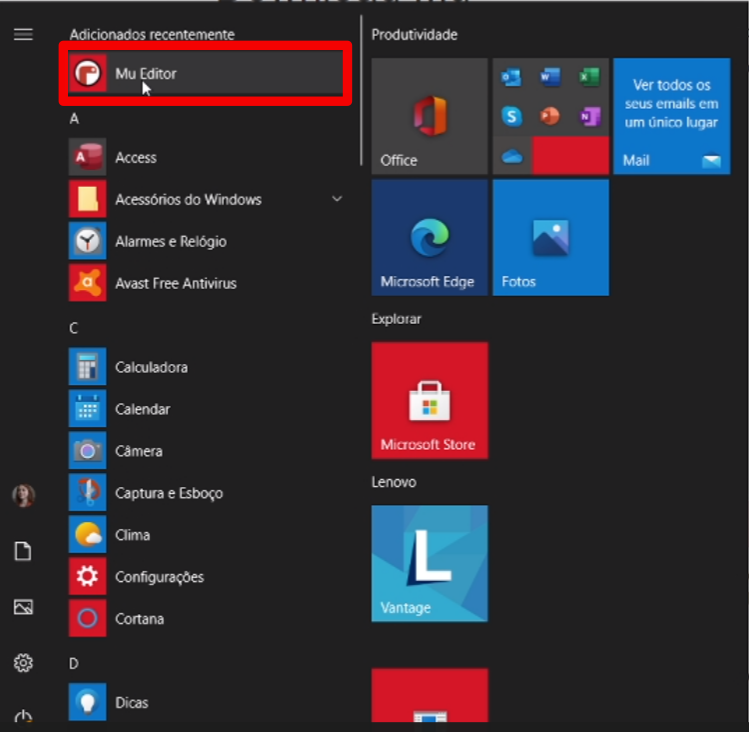 Adicionados recentemente
Mu Editor
A
Access
Acessórios do Windows
Alarmes e Relógio
Avast Free Antivirus
C
Calculadora
Calendar
Câmera
Captura e Esboço
Clima
Configurações
Cortana
D
Dicas
Produtividade
Office
Ver todos os
seus emails em
um único lugar
Mail
Microsoft Edge
Fotos
Explorar
Microsoft Store
Lenovo
L
Vantage